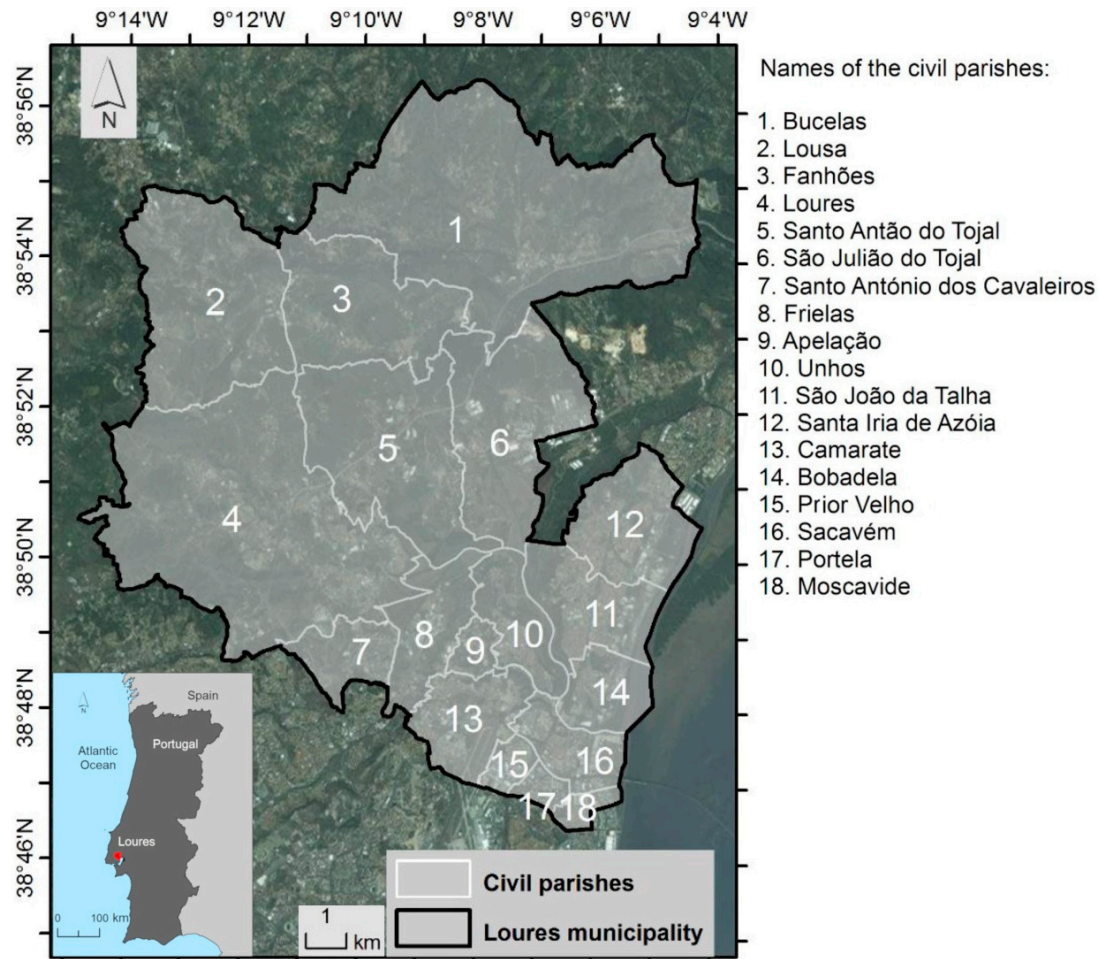 9°14'W 9°12'W 9°10'W 9°8'W 9°6'W 9°4'W
38°56'N
38°54'N
38°52'N
38°50'N
38°48'N
38°46'N
N
1
2
3
4
5
6
7
8
9
10
11
12
13
14
15
16
17
18
Names of the civil parishes:
1. Bucelas
2. Lousa
3. Fanhões
4. Loures
5. Santo Antão do Tojal
6. São Julião do Tojal
7. Santo António dos Cavaleiros
8. Frielas
9. Apelação
10. Unhos
11. São João da Talha
12. Santa Iria de Azóia
13. Camarate
14. Bobadela
15. Prior Velho
16. Sacavém
17. Portela
18. Moscavide
N
Spain
Portugal
Atlantic
Ocean
Loures
0 100 km
1
km
Civil parishes
Loures municipality